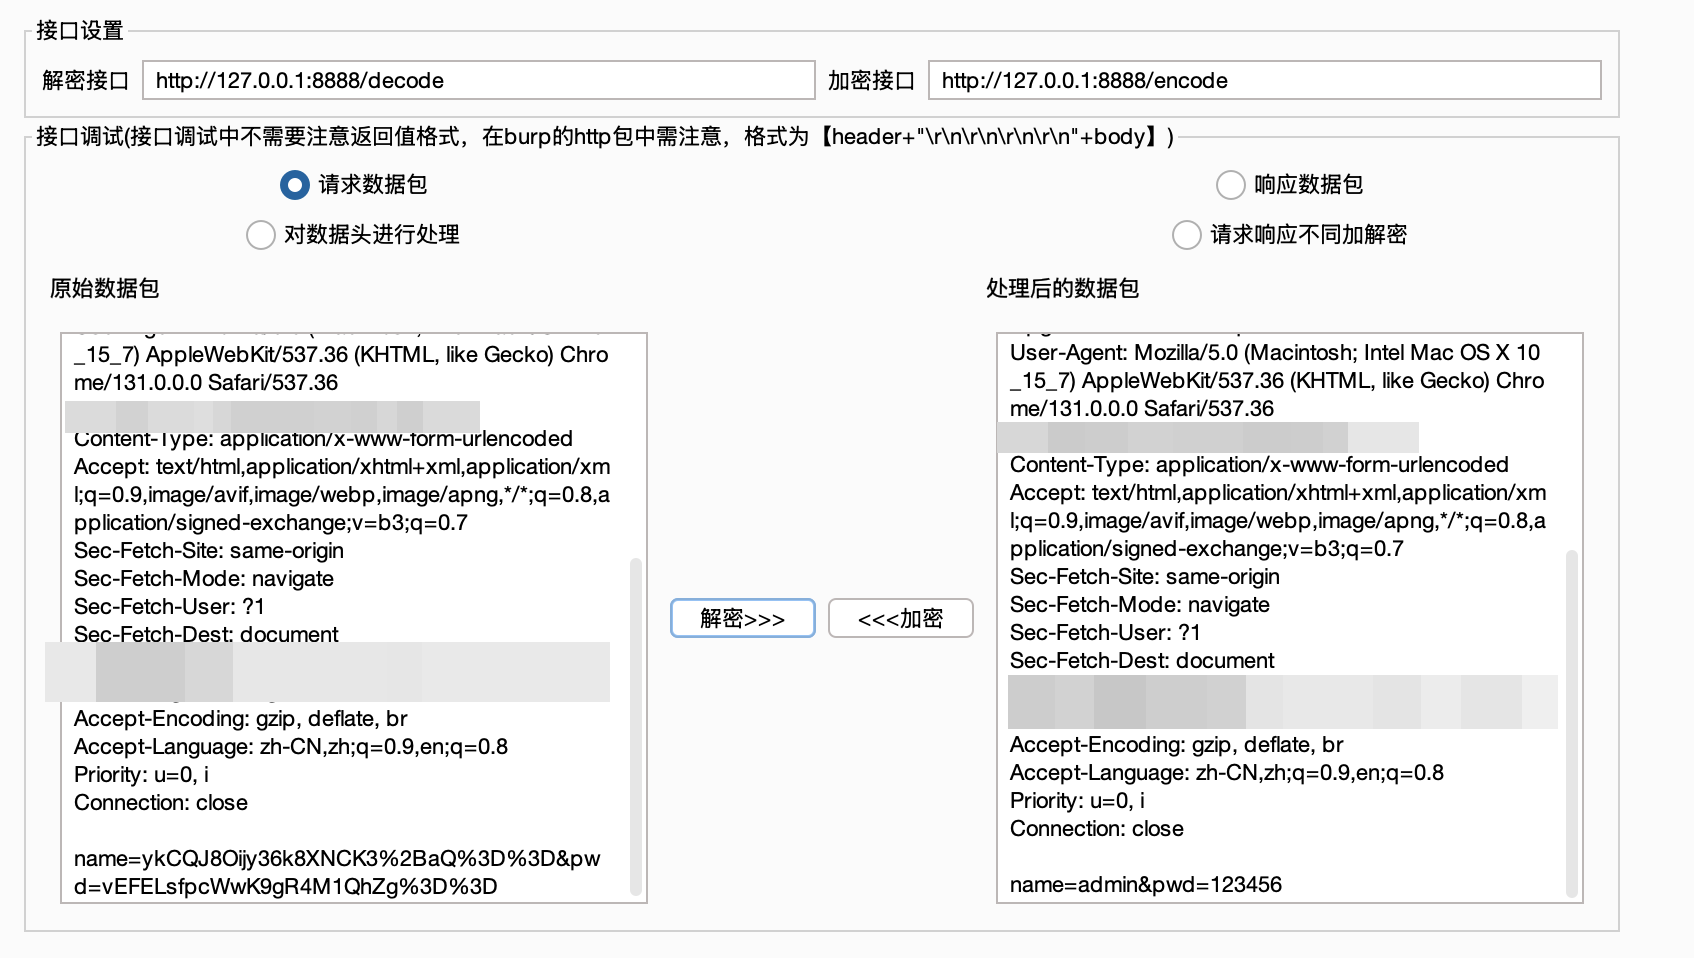 接口设置
解密接口 http://127.0.0.1:8888/decode 加密接口 http://127.0.0.1:8888/encode
接口调试(接口调试中不需要注意返回值格式，在burp的http包中需注意，格式为【header+"\r\n\r\n\r\n\r\n"+body】)
请求数据包 响应数据包
对数据头进行处理 请求响应不同加解密
原始数据包
_15_7) AppleWebKit/537.36 (KHTML, like Gecko) Chro
me/131.0.0.0 Safari/537.36
Content-Type: application/x-www-form-urlencoded
Accept: text/html,application/xhtml+xml,application/xm
l;q=0.9,image/avif,image/webp,image/apng,*/*;q=0.8,a
pplication/signed-exchange;v=b3;q=0.7
Sec-Fetch-Site: same-origin
Sec-Fetch-Mode: navigate
Sec-Fetch-User: ?1
Sec-Fetch-Dest: document
Accept-Encoding: gzip, deflate, br
Accept-Language: zh-CN,zh;q=0.9,en;q=0.8
Priority: u=0, i
Connection: close
name=ykCQJ8Oijy36k8XNCK3%2BaQ%3D%3D&pw
d=vEFELsfpcWwK9gR4M1QhZg%3D%3D
解密>>> <<<加密
处理后的数据包
User-Agent: Mozilla/5.0 (Macintosh; Intel Mac OS X 10
_15_7) AppleWebKit/537.36 (KHTML, like Gecko) Chro
me/131.0.0.0 Safari/537.36
Content-Type: application/x-www-form-urlencoded
Accept: text/html,application/xhtml+xml,application/xm
l;q=0.9,image/avif,image/webp,image/apng,*/*;q=0.8,a
pplication/signed-exchange;v=b3;q=0.7
Sec-Fetch-Site: same-origin
Sec-Fetch-Mode: navigate
Sec-Fetch-User: ?1
Sec-Fetch-Dest: document
Accept-Encoding: gzip, deflate, br
Accept-Language: zh-CN,zh;q=0.9,en;q=0.8
Priority: u=0, i
Connection: close
name=admin&pwd=123456